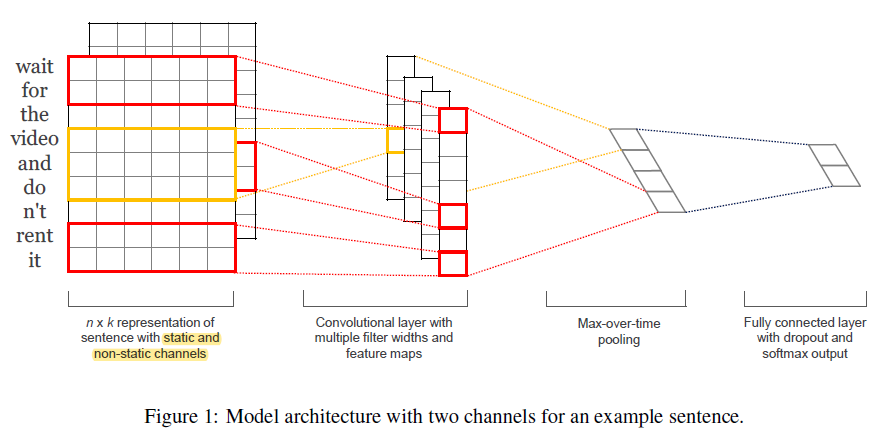 wait
for
the
video
and
do
n't
rent
it
n x k representation of
sentence with static and
non-static channels
Convolutional layer with
multiple filter widths and
feature maps
Max-over-time
pooling
Fully connected layer
with dropout and
softmax output
Figure 1: Model architecture with two channels for an example sentence.